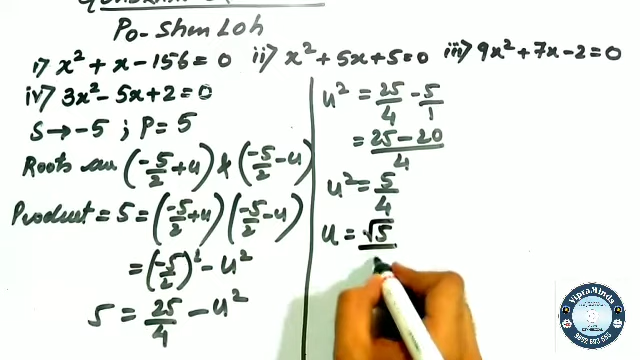 Po-Shen Loh
i) x² + x - 156 = 0 ii) x² + 5x + 5 = 0 iii) 9x² + 7x - 2 = 0
iv) 3x² - 5x + 2 = 0
S → -5 ; P = 5
Roots are (-5/2 + u) & (-5/2 - u)
Product = 5 = (-5/2 + u) (-5/2 - u)
= (-5/2)² - u²
5 = 25/4 - u²
u² = 25/4 - 5/1
= 25 - 20/4
u² = 5/4
u = √5
VipraMinds